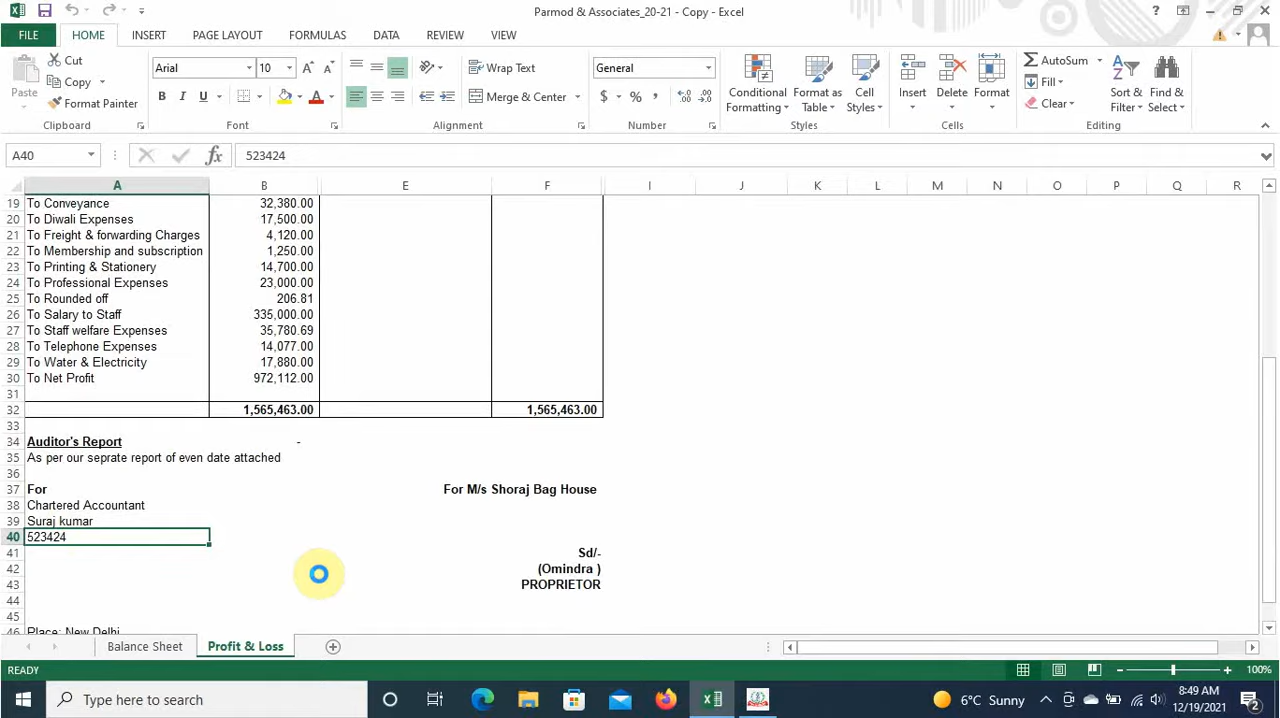 Parmod & Associates_20-21 - Copy - Excel
FILE HOME INSERT PAGE LAYOUT FORMULAS DATA REVIEW VIEW
Paste Cut Copy Format Painter Clipboard
Arial 10 B I U A Font
Wrap Text Merge & Center Alignment
General $ % , Number
Conditional Formatting Format as Table Cell Styles Styles
Insert Delete Format Cells
AutoSum Fill Clear Sort & Filter Find & Select Editing
A40 fx 523424
A B E F I J K L M N O P Q R
19 To Conveyance 32,380.00
20 To Diwali Expenses 17,500.00
21 To Freight & forwarding Charges 4,120.00
22 To Membership and subscription 1,250.00
23 To Printing & Stationery 14,700.00
24 To Professional Expenses 23,000.00
25 To Rounded off 206.81
26 To Salary to Staff 335,000.00
27 To Staff welfare Expenses 35,780.69
28 To Telephone Expenses 14,077.00
29 To Water & Electricity 17,880.00
30 To Net Profit 972,112.00
31
32 1,565,463.00 1,565,463.00
33
34 Auditor's Report -
35 As per our seprate report of even date attached
36
37 For For M/s Shoraj Bag House
38 Chartered Accountant
39 Suraj kumar
40 523424
41 Sd/-
42 (Omindra )
43 PROPRIETOR
44
45
46 Place: New Delhi
Balance Sheet Profit & Loss
READY 100%
Type here to search 6°C Sunny 8:49 AM
12/19/2021 2